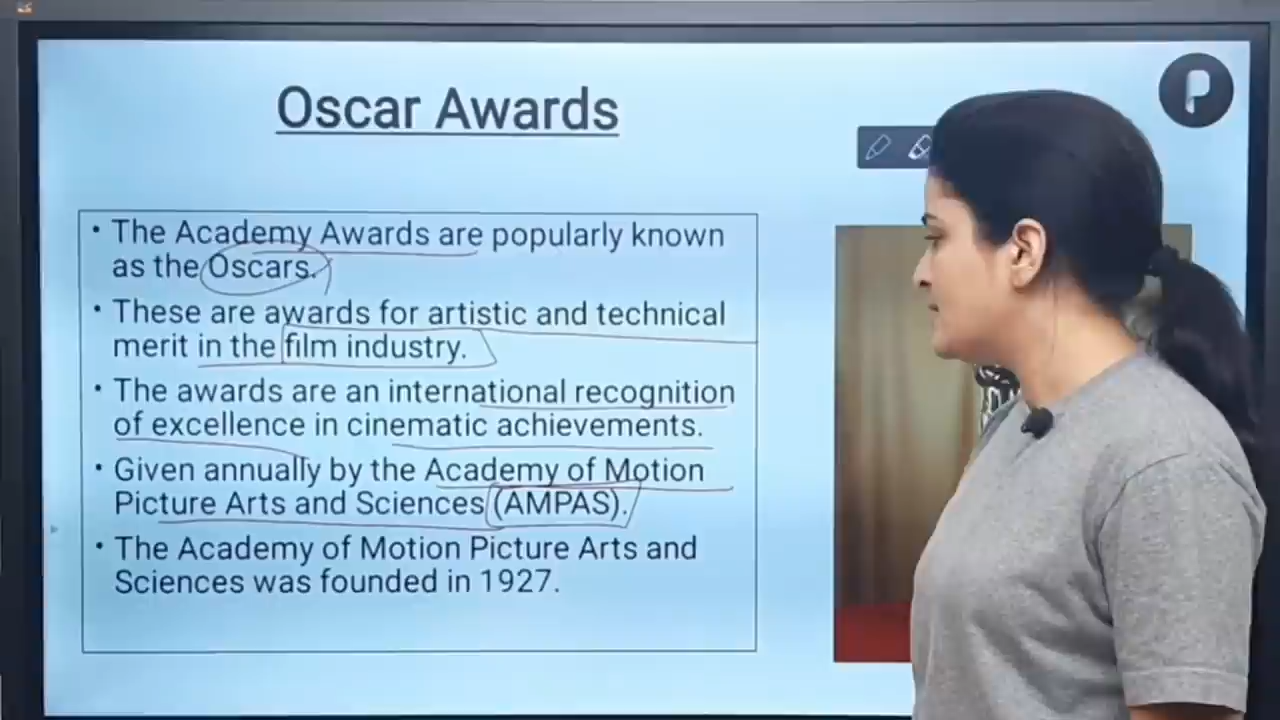 Oscar Awards
• The Academy Awards are popularly known
as the Oscars.
• These are awards for artistic and technical
merit in the film industry.
• The awards are an international recognition
of excellence in cinematic achievements.
• Given annually by the Academy of Motion
Picture Arts and Sciences (AMPAS).
• The Academy of Motion Picture Arts and
Sciences was founded in 1927.